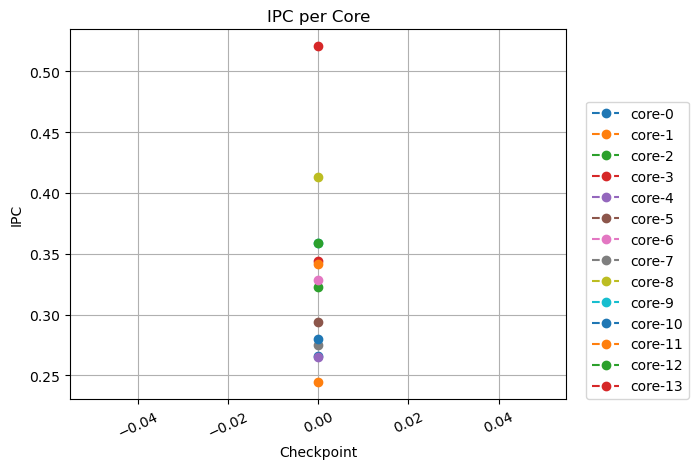 IPC per Core
IPC
0.50
0.45
0.40
0.35
0.30
0.25
−0.04
−0.02
0.00
0.02
0.04
Checkpoint
core-0
core-1
core-2
core-3
core-4
core-5
core-6
core-7
core-8
core-9
core-10
core-11
core-12
core-13